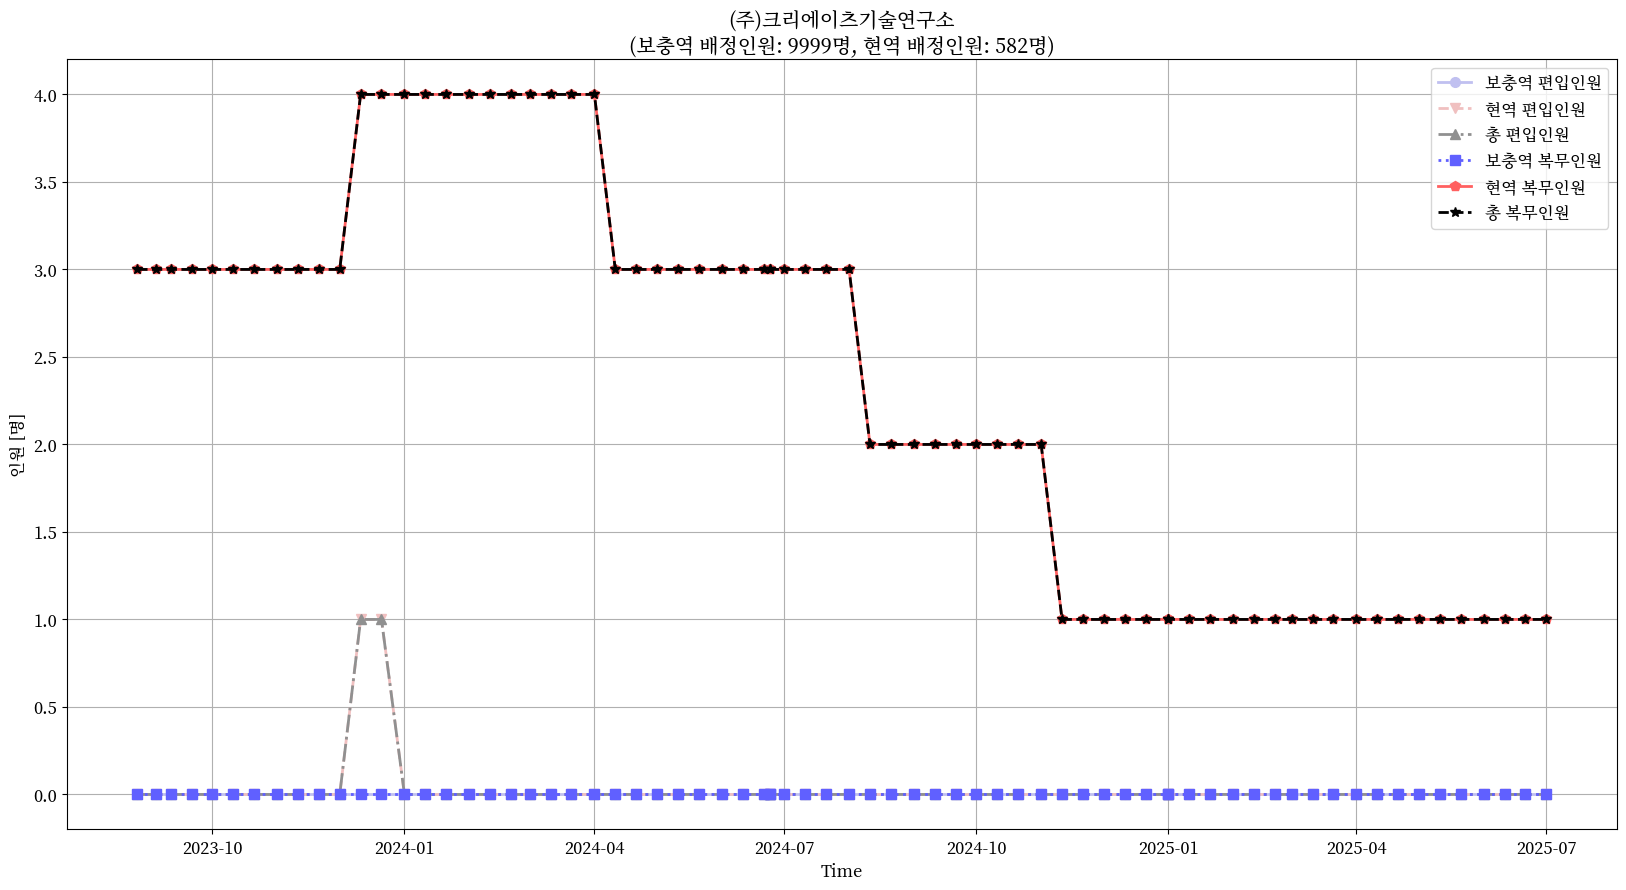 (주)크리에이츠기술연구소
(보충역 배정인원: 9999명, 현역 배정인원: 582명)
보충역 편입인원
현역 편입인원
총 편입인원
보충역 복무인원
현역 복무인원
총 복무인원
4.0
3.5
3.0
2.5
2.0
1.5
1.0
0.5
0.0
인원 [명]
2023-10
2024-01
2024-04
2024-07
2024-10
2025-01
2025-04
2025-07
Time